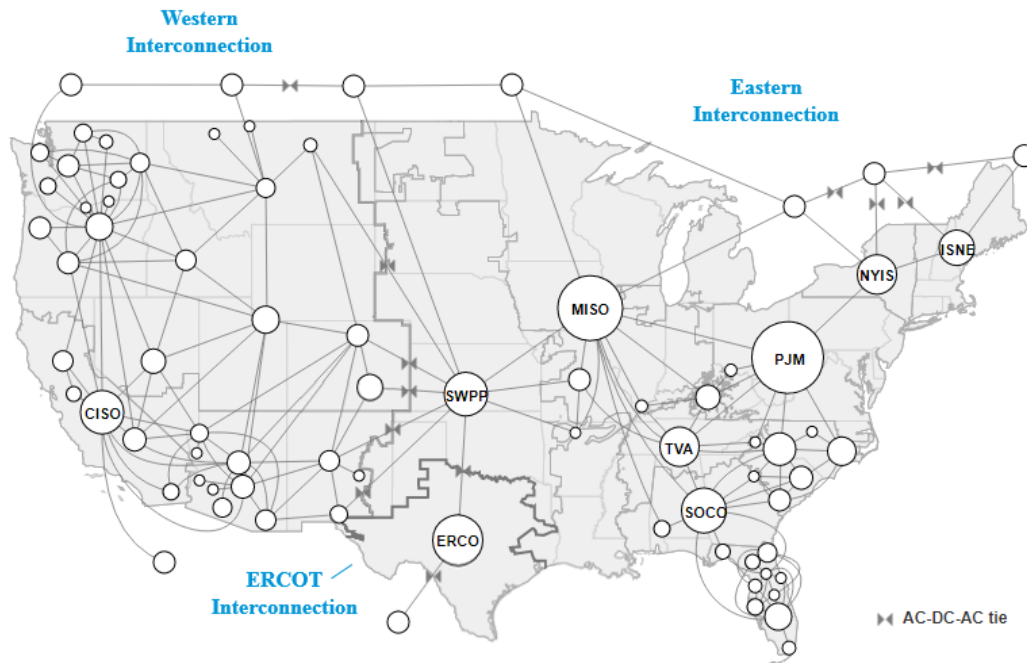 Western
Interconnection
Eastern
Interconnection
ISNE
NYIS
MISO
PJM
SWPP
CISO
TVA
SOCO
ERCO
ERCOT
Interconnection
AC-DC-AC tie